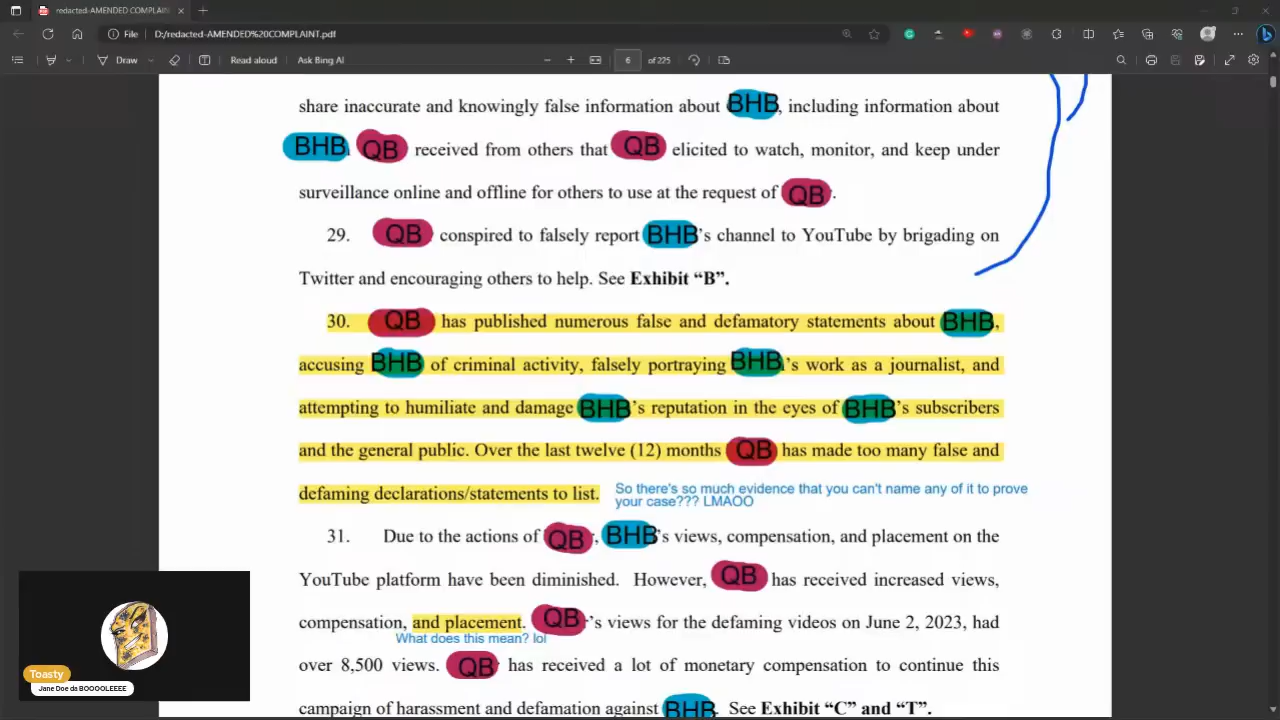 redacted-AMENDED COMPLAINT.pdf
File D:/redacted-AMENDED%20COMPLAINT.pdf
Draw Read aloud Ask Bing AI 6 of 225
share inaccurate and knowingly false information about BHB, including information about
BHB QB received from others that QB elicited to watch, monitor, and keep under
surveillance online and offline for others to use at the request of QB.
29. QB conspired to falsely report BHB's channel to YouTube by brigading on
Twitter and encouraging others to help. See Exhibit “B”.
30. QB has published numerous false and defamatory statements about BHB,
accusing BHB of criminal activity, falsely portraying BHB's work as a journalist, and
attempting to humiliate and damage BHB's reputation in the eyes of BHB's subscribers
and the general public. Over the last twelve (12) months QB has made too many false and
defaming declarations/statements to list.
So there's so much evidence that you can't name any of it to prove
your case??? LMAOO
31. Due to the actions of QB, BHB's views, compensation, and placement on the
YouTube platform have been diminished. However, QB has received increased views,
compensation, and placement. QB's views for the defaming videos on June 2, 2023, had
What does this mean? lol
over 8,500 views. QB has received a lot of monetary compensation to continue this
campaign of harassment and defamation against BHB. See Exhibit “C” and “T”.
Toasty
Jane Doe da BOOOOLEEEE